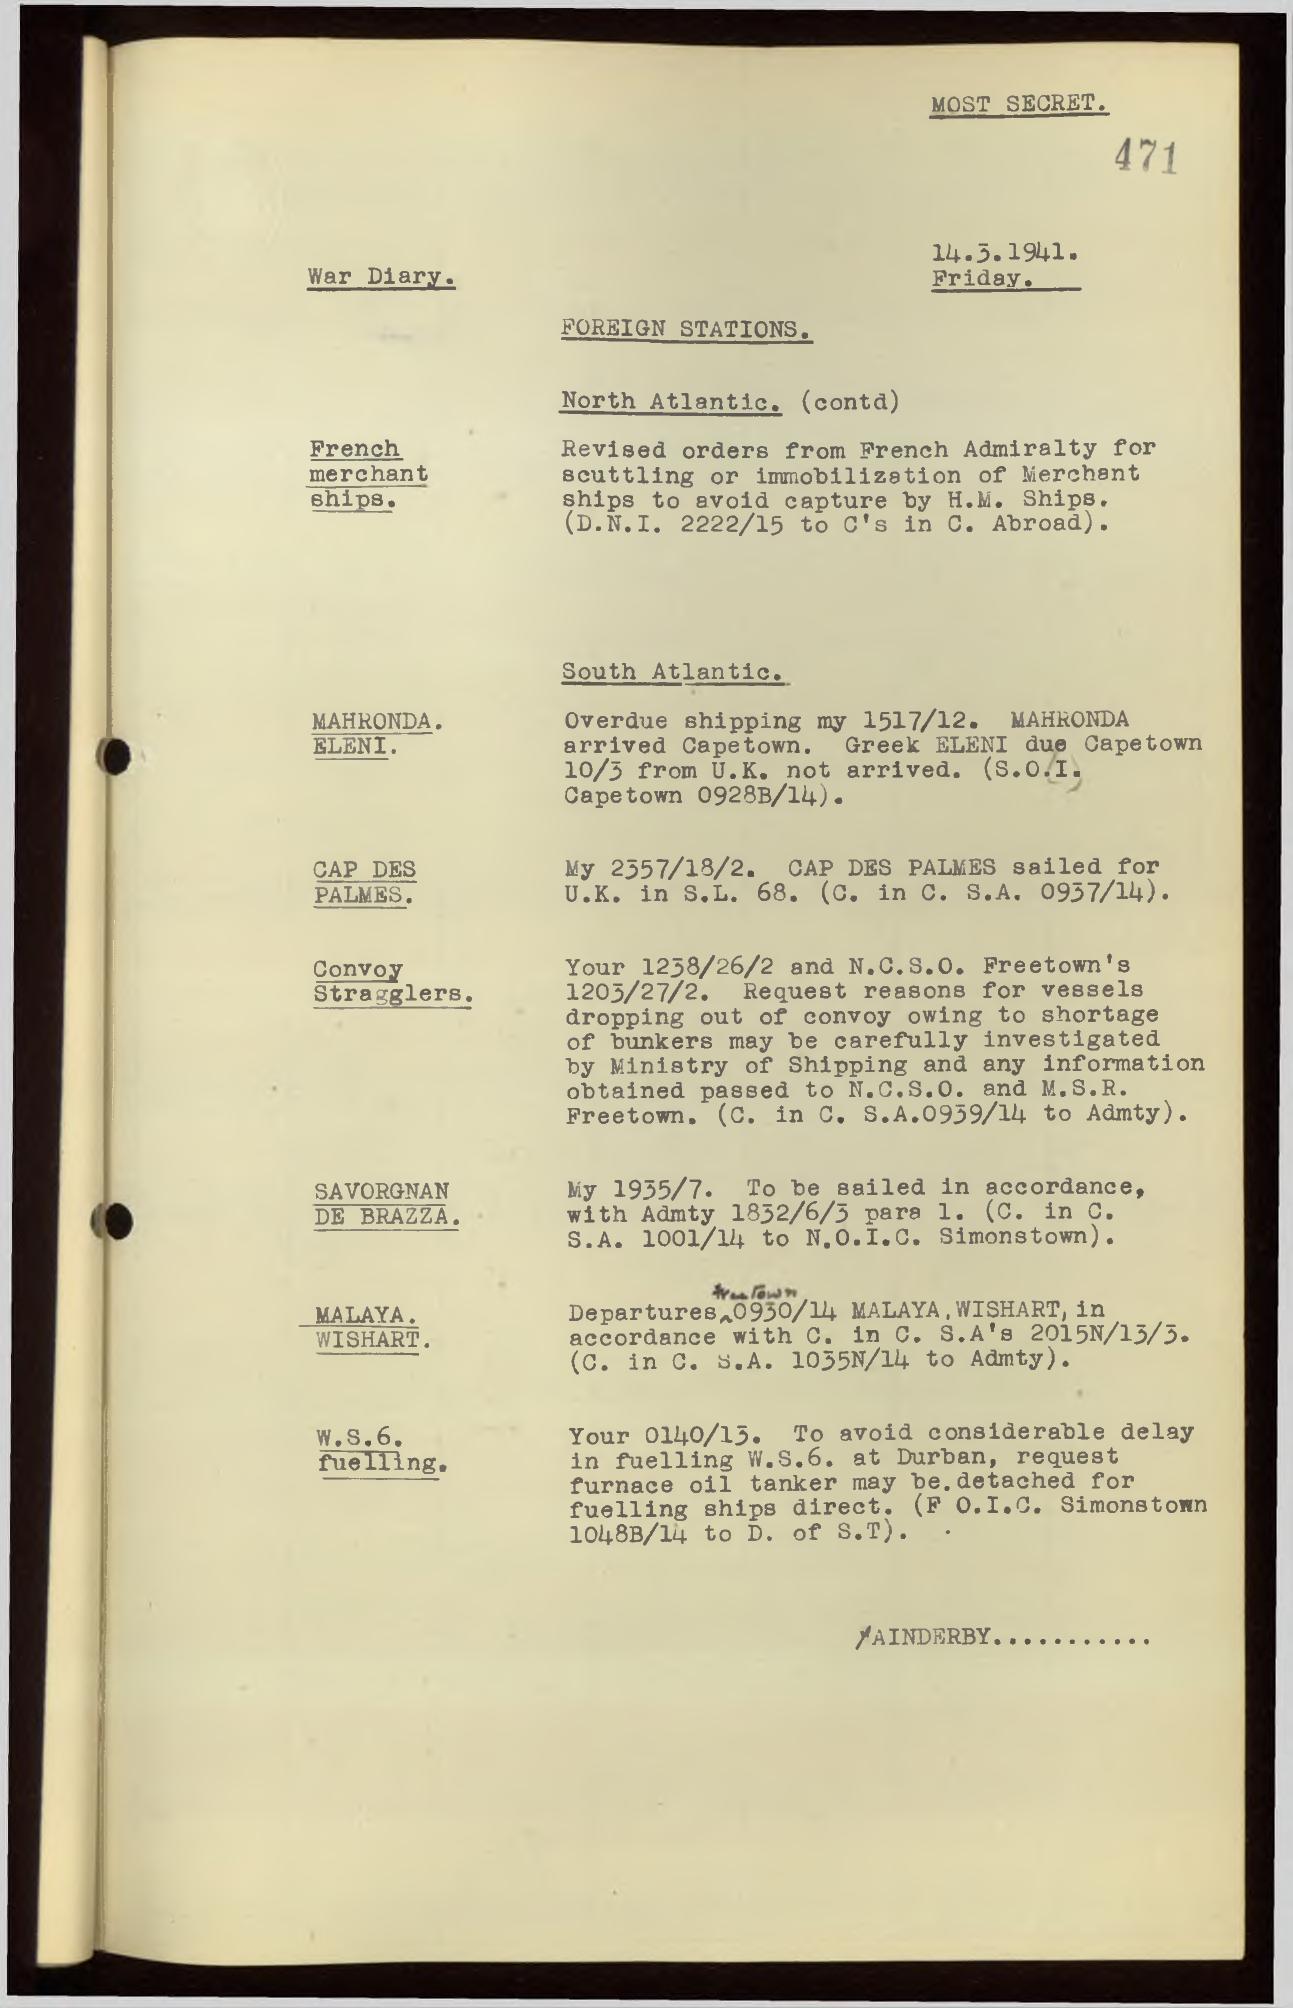 MOST SECRET.
471
14.3.1941.
War Diary.
Friday.
FOREIGN STATIONS.
North Atlantic. (contd)
French
merchant
ships.
Revised orders from French Admiralty for
scuttling or immobilization of Merchant
ships to avoid capture by H.M. Ships.
(D.N.I. 2222/15 to C's in C. Abroad).
South Atlantic.
MAHRONDA.
ELENI.
Overdue shipping my 1517/12. MAHRONDA
arrived Capetown. Greek ELENI due Capetown
10/3 from U.K. not arrived. (S.O.I.
Capetown 0928B/14).
CAP DES
PALMES.
My 2357/18/2. CAP DES PALMES sailed for
U.K. in S.L. 68. (C. in C. S.A. 0937/14).
Convoy
Stragglers.
Your 1238/26/2 and N.C.S.O. Freetown's
1203/27/2. Request reasons for vessels
dropping out of convoy owing to shortage
of bunkers may be carefully investigated
by Ministry of Shipping and any information
obtained passed to N.C.S.O. and M.S.R.
Freetown. (C. in C. S.A.0939/14 to Admty).
SAVORGNAN
DE BRAZZA.
My 1935/7. To be sailed in accordance,
with Admty 1832/6/3 para 1. (C. in C.
S.A. 1001/14 to N.O.I.C. Simonstown).
MALAYA.
WISHART.
Freetown
Departures 0930/14 MALAYA, WISHART, in
accordance with C. in C. S.A's 2015N/13/3.
(C. in C. S.A. 1035N/14 to Admty).
W.S.6.
fuelling.
Your 0140/13. To avoid considerable delay
in fuelling W.S.6. at Durban, request
furnace oil tanker may be.detached for
fuelling ships direct. (F O.I.C. Simonstown
1048B/14 to D. of S.T).
/AINDERBY...........